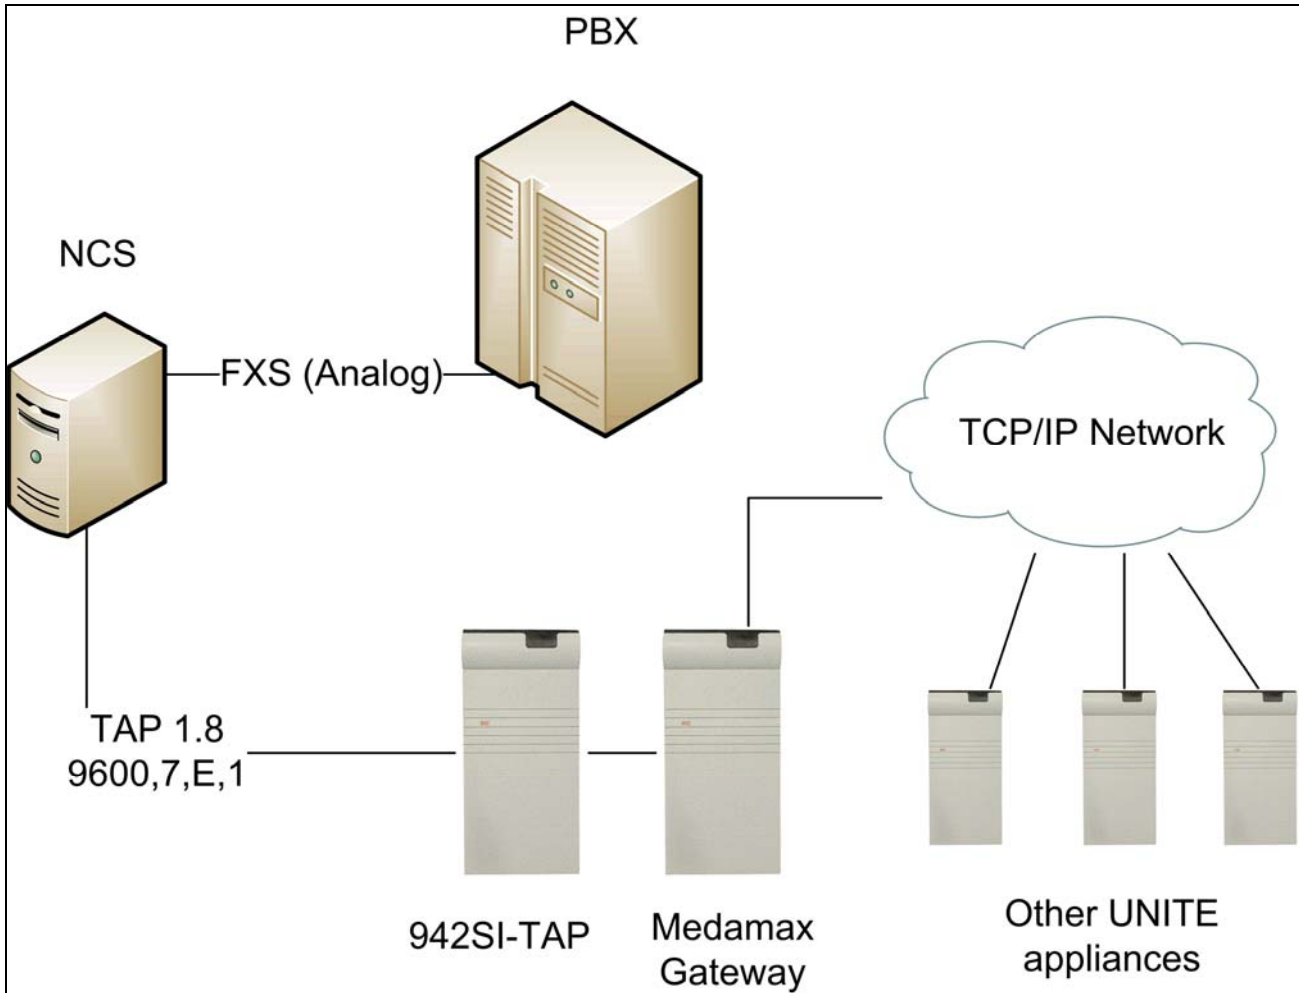 PBX
NCS
FXS (Analog)
TCP/IP Network
TAP 1.8
9600,7,E,1
942SI-TAP
Medamax
Gateway
Other UNITE
appliances